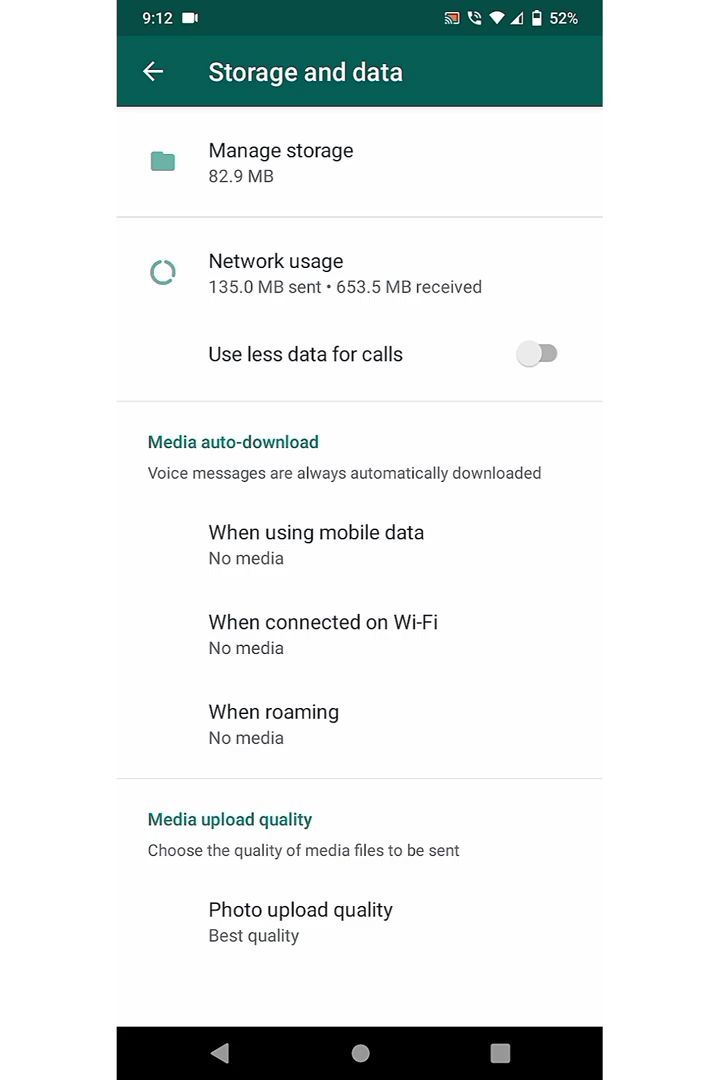 9:12 52%
Storage and data
Manage storage
82.9 MB
Network usage
135.0 MB sent • 653.5 MB received
Use less data for calls
Media auto-download
Voice messages are always automatically downloaded
When using mobile data
No media
When connected on Wi-Fi
No media
When roaming
No media
Media upload quality
Choose the quality of media files to be sent
Photo upload quality
Best quality